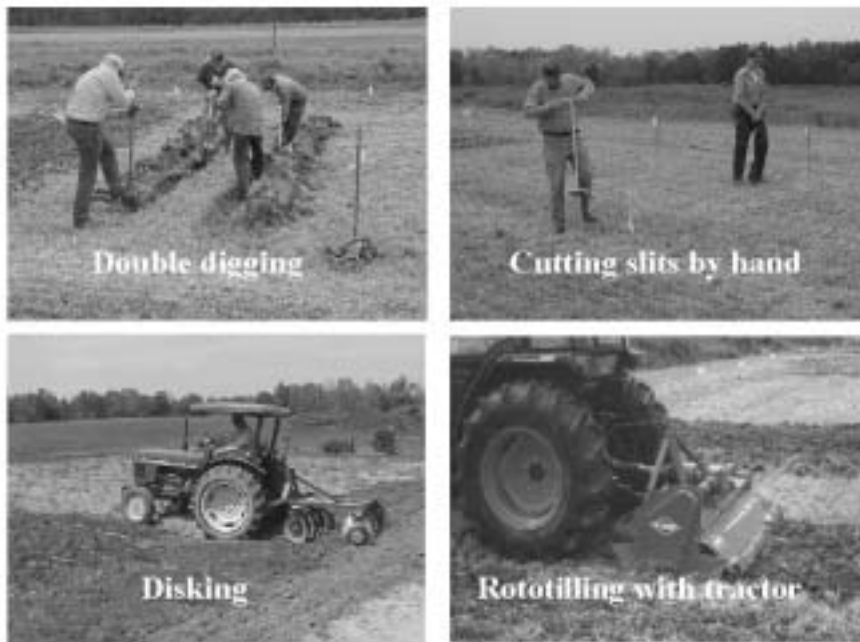 Double digging
Cutting slits by hand
Disking
Rototilling with tractor